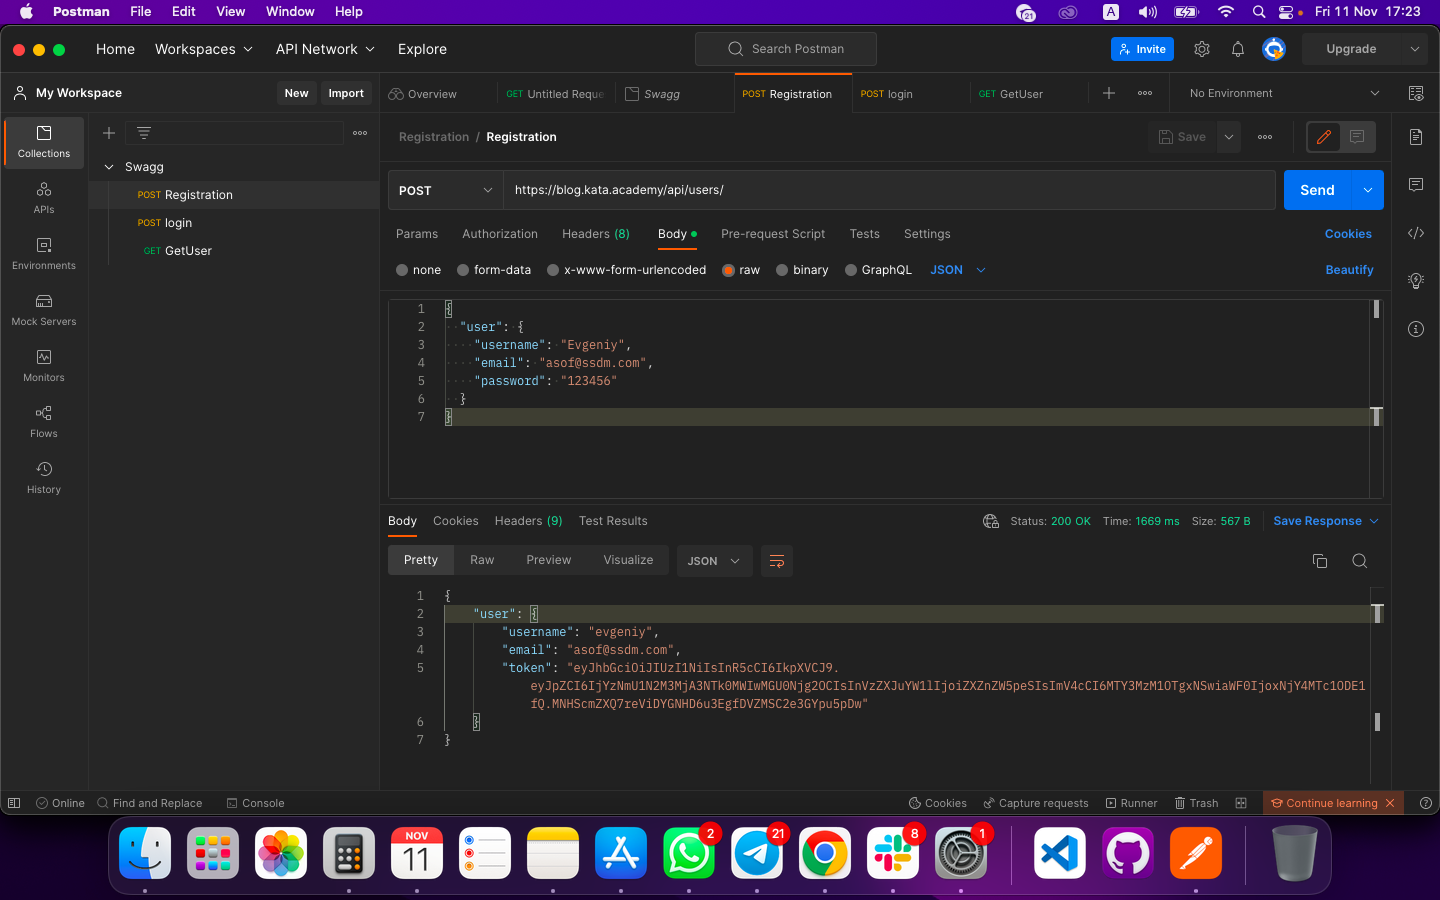 Postman File Edit View Window Help 21 A Fri 11 Nov 17:23
Home Workspaces API Network Explore Search Postman Invite Upgrade
My Workspace New Import Overview GET Untitled Reque Swagg POST Registration POST login GET GetUser No Environment
Registration / Registration Save
Collections
Swagg
POST Registration
POST login
GET GetUser
APIs
Environments
Mock Servers
Monitors
Flows
History
POST https://blog.kata.academy/api/users/ Send
Params Authorization Headers (8) Body Pre-request Script Tests Settings Cookies
none form-data x-www-form-urlencoded raw binary GraphQL JSON Beautify
1 {
2 "user": {
3 "username": "Evgeniy",
4 "email": "asof@ssdm.com",
5 "password": "123456"
6 }
7 }
Body Cookies Headers (9) Test Results Status: 200 OK Time: 1669 ms Size: 567 B Save Response
Pretty Raw Preview Visualize JSON
1 {
2 "user": {
3 "username": "evgeniy",
4 "email": "asof@ssdm.com",
5 "token": "eyJhbGciOiJIUzI1NiIsInR5cCI6IkpXVCJ9.
eyJpZCI6IjYzNmU1N2M3MjA3NTk0MWIwMGU0Njg2OCIsInVzZXJuYW1lIjoiZXZnZW5peSIsImV4cCI6MTY3MzM1OTgxNSwiaWF0IjoxNjY4MTc1ODE1
fQ.MNHScmZXQ7reViDYGNHD6u3EgfDVZMSC2e3GYpu5pDw"
6 }
7 }
Online Find and Replace Console Cookies Capture requests Runner Trash Continue learning
NOV
11
2 21 8 1